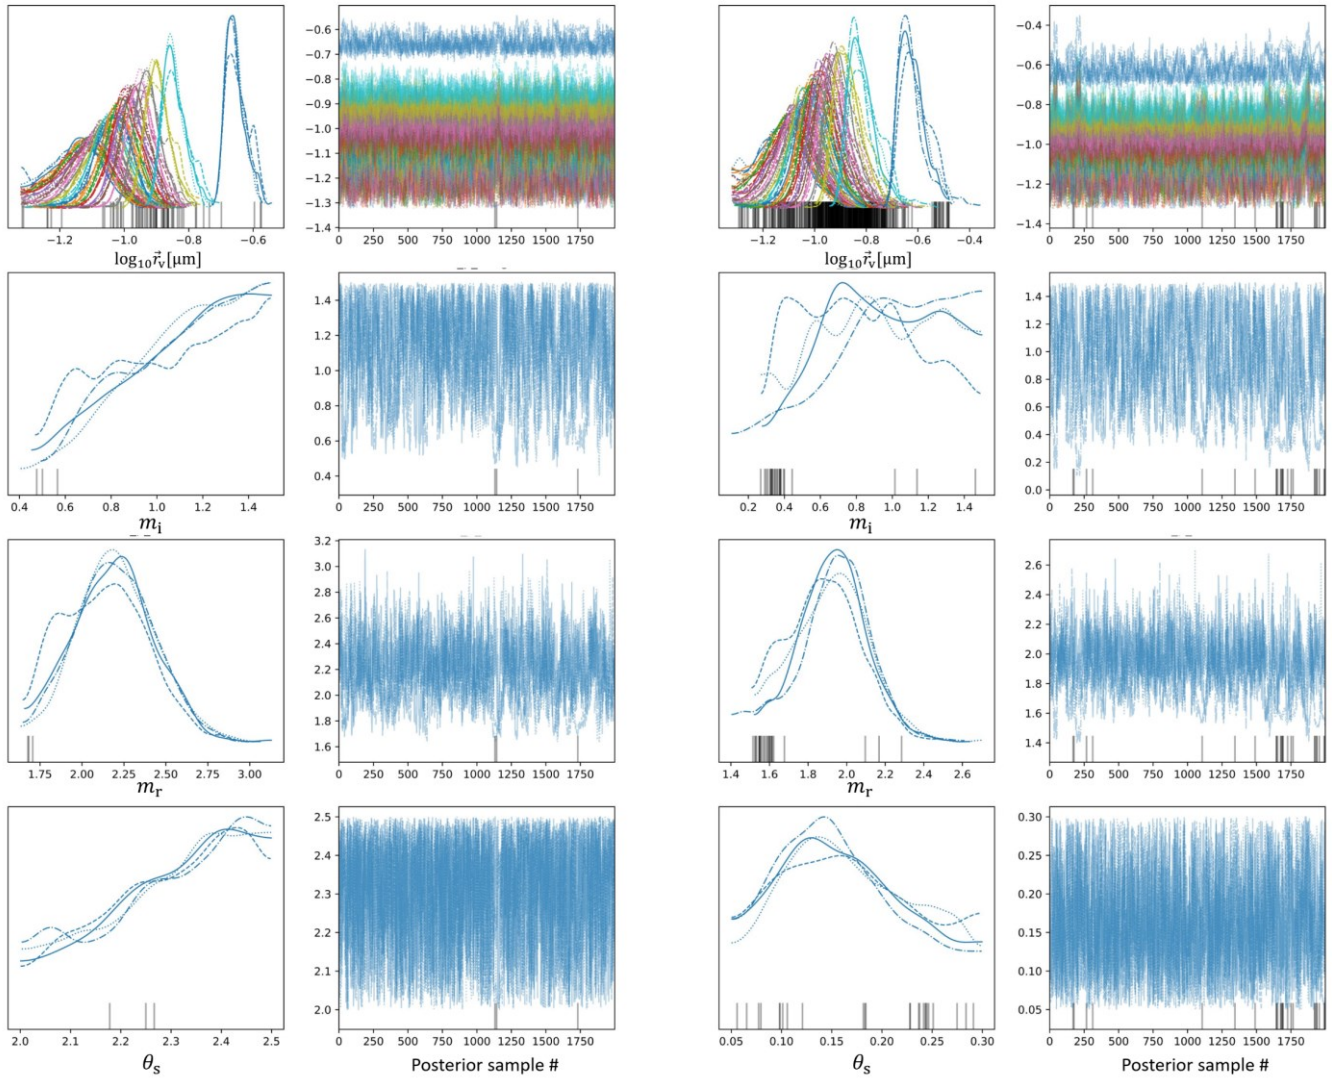 −0.6 −0.7 −0.8 −0.9 −1.0 −1.1 −1.2 −1.3 −1.4
−1.2 −1.0 −0.8 −0.6
0 250 500 750 1000 1250 1500 1750
log₁₀r⃗ᵥ[μm]
−0.4 −0.6 −0.8 −1.0 −1.2 −1.4
−1.2 −1.0 −0.8 −0.6 −0.4
0 250 500 750 1000 1250 1500 1750
log₁₀r⃗ᵥ[μm]
1.4 1.2 1.0 0.8 0.6 0.4
0.4 0.6 0.8 1.0 1.2 1.4
0 250 500 750 1000 1250 1500 1750
mᵢ
1.4 1.2 1.0 0.8 0.6 0.4 0.2 0.0
0.2 0.4 0.6 0.8 1.0 1.2 1.4
0 250 500 750 1000 1250 1500 1750
mᵢ
3.2 3.0 2.8 2.6 2.4 2.2 2.0 1.8 1.6
1.75 2.00 2.25 2.50 2.75 3.00
0 250 500 750 1000 1250 1500 1750
mᵣ
2.6 2.4 2.2 2.0 1.8 1.6 1.4
1.4 1.6 1.8 2.0 2.2 2.4 2.6
0 250 500 750 1000 1250 1500 1750
mᵣ
2.5 2.4 2.3 2.2 2.1 2.0
2.0 2.1 2.2 2.3 2.4 2.5
0 250 500 750 1000 1250 1500 1750
θₛ
Posterior sample #
0.30 0.25 0.20 0.15 0.10 0.05
0.05 0.10 0.15 0.20 0.25 0.30
0 250 500 750 1000 1250 1500 1750
θₛ
Posterior sample #